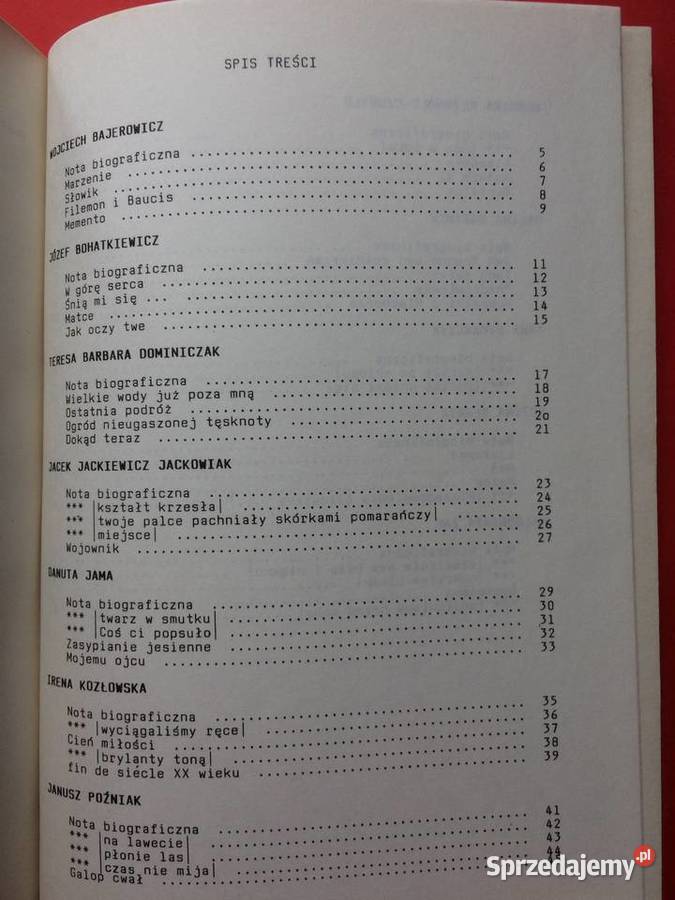 SPIS TREŚCI
WOJCIECH BAJEROWICZ
Nota biograficzna ........ 5
Marzenie ........ 6
Słowik ........ 7
Filemon i Baucis ........ 8
Memento ........ 9
JÓZEF BOHATKIEWICZ
Nota biograficzna ........ 11
W górę serca ........ 12
Śnią mi się ... ........ 13
Matce ........ 14
Jak oczy twe ........ 15
TERESA BARBARA DOMINICZAK
Nota biograficzna ........ 17
Wielkie wody już poza mną ........ 18
Ostatnia podróż ........ 19
Ogród nieugaszonej tęsknoty ........ 2o
Dokąd teraz ........ 21
JACEK JACKIEWICZ JACKOWIAK
Nota biograficzna ........ 23
*** |kształt krzesła| ........ 24
*** |twoje palce pachniały skórkami pomarańczy| ........ 25
*** |miejsce| ........ 26
Wojownik ........ 27
DANUTA JAMA
Nota biograficzna ........ 29
*** |twarz w smutku| ........ 30
*** |Coś ci popsuło| ........ 31
Zasypianie jesienne ........ 32
Mojemu ojcu ........ 33
IRENA KOZŁOWSKA
Nota biograficzna ........ 35
*** |wyciągaliśmy ręce| ........ 36
Cień miłości ........ 37
*** |brylanty toną| ........ 38
fin de siécle XX wieku ........ 39
JANUSZ POŹNIAK
Nota biograficzna ........ 41
*** |na lawecie| ........ 42
*** |płonie las| ........ 43
*** |czas nie mija| ........ 44
Galop cwał ........
Sprzedajemy.pl